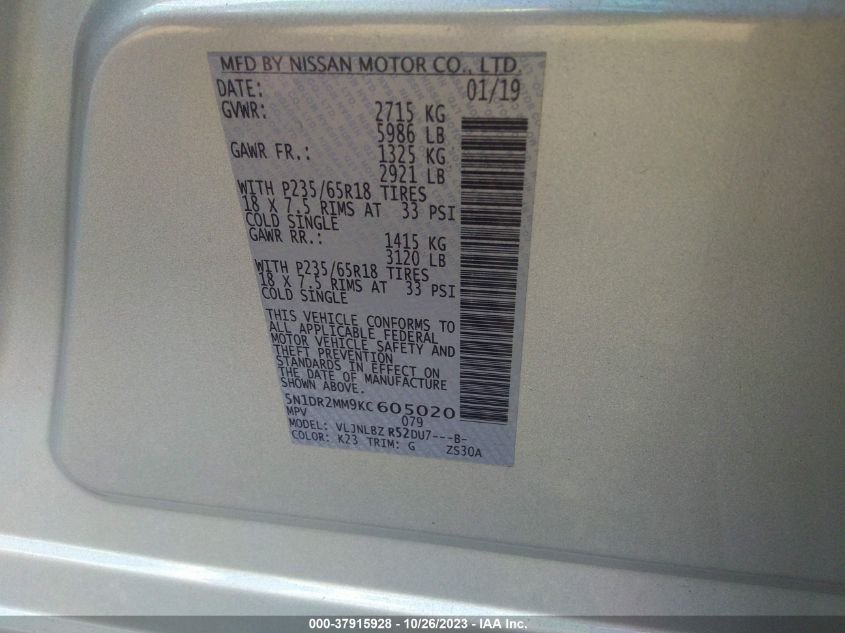 MFD BY NISSAN MOTOR CO., LTD.
DATE: 01/19
GVWR: 2715 KG
5986 LB
GAWR FR.: 1325 KG
2921 LB
WITH P235/65R18 TIRES
18 X 7.5 RIMS AT 33 PSI
COLD SINGLE
GAWR RR.: 1415 KG
3120 LB
WITH P235/65R18 TIRES
18 X 7.5 RIMS AT 33 PSI
COLD SINGLE
THIS VEHICLE CONFORMS TO
ALL APPLICABLE FEDERAL
MOTOR VEHICLE SAFETY AND
THEFT PREVENTION
STANDARDS IN EFFECT ON
THE DATE OF MANUFACTURE
SHOWN ABOVE.
5N1DR2MM9KC605020
MPV 079
MODEL: VLJNLBZ R52DU7---B-
COLOR: K23 TRIM: G ZS30A
000-37915928 - 10/26/2023 - IAA Inc.